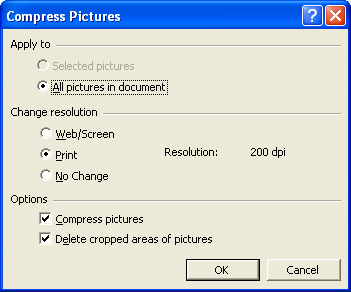 Compress Pictures
Apply to
Selected pictures
All pictures in document
Change resolution
Web/Screen
Print Resolution: 200 dpi
No Change
Options
Compress pictures
Delete cropped areas of pictures
OK Cancel